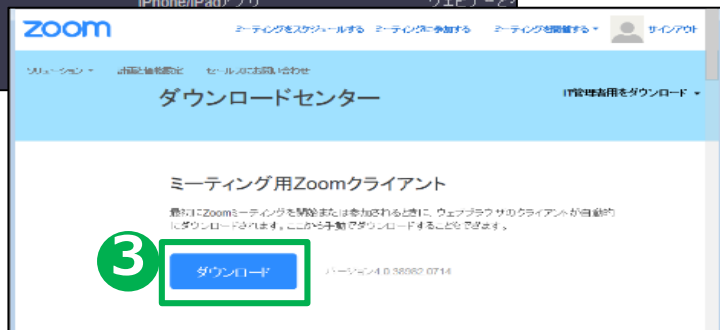 iPhone/iPadアプリ
zoom ミーティングをスケジュールする ミーティングに参加する ミーティングを開催する サインアウト
ソリューション 計画と価格設定 セールスのお問い合わせ
ダウンロードセンター IT管理者用をダウンロード
ミーティング用Zoomクライアント
最初にZoomミーティングを開始または参加されるときに、ウェブブラウザのクライアントが自動的
にダウンロードされます。ここから手動でダウンロードすることもできます。
3
ダウンロード バージョン4.0.38982.0714